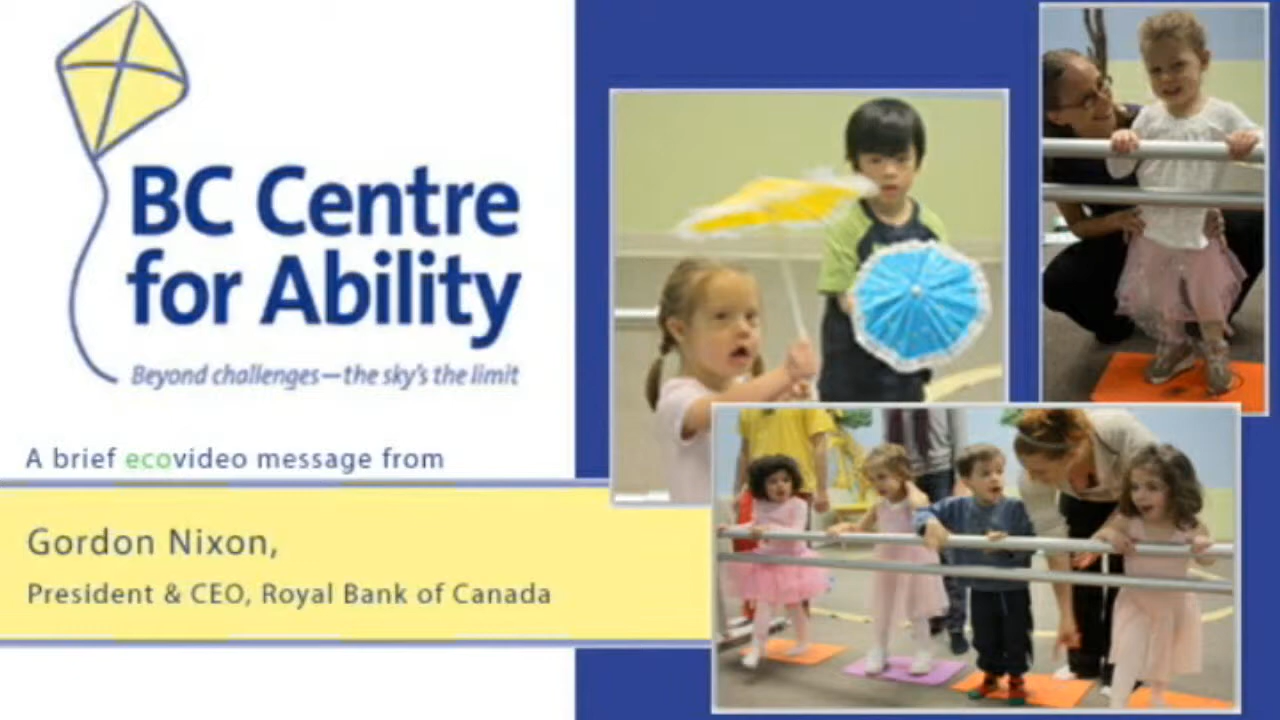 BC Centre
for Ability
Beyond challenges—the sky's the limit
A brief ecovideo message from
Gordon Nixon,
President & CEO, Royal Bank of Canada